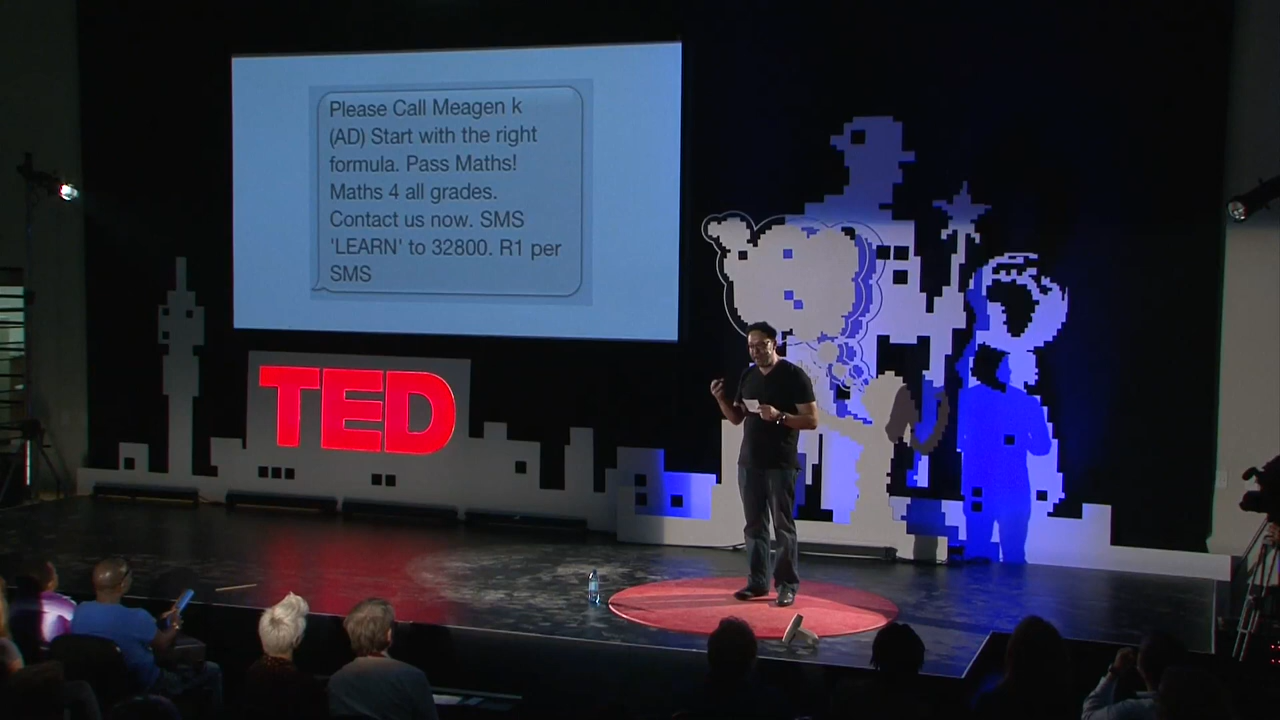 Please Call Meagen k
(AD) Start with the right
formula. Pass Maths!
Maths 4 all grades.
Contact us now. SMS
'LEARN' to 32800. R1 per
SMS
TED